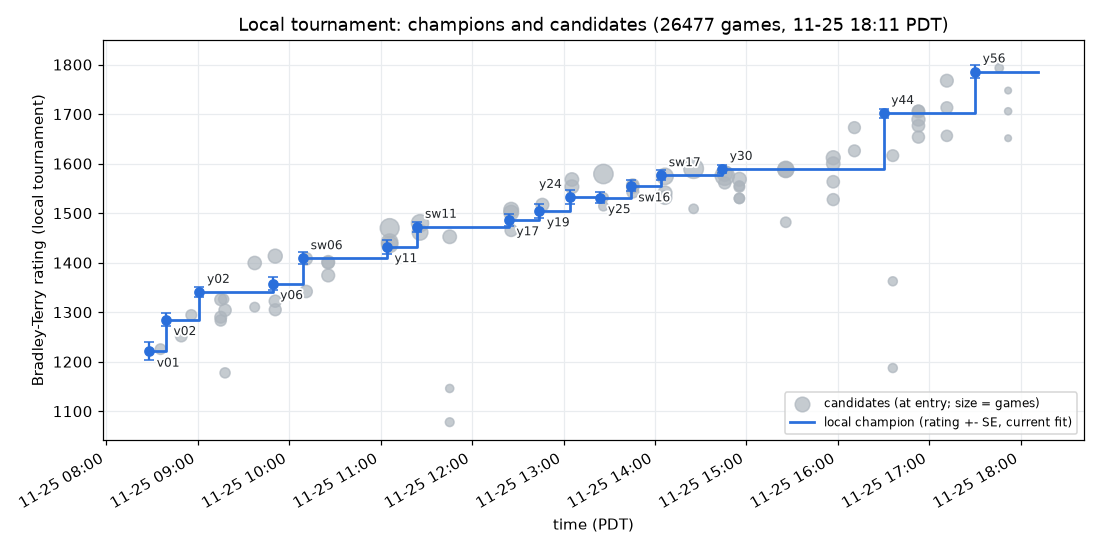 Local tournament: champions and candidates (26477 games, 11-25 18:11 PDT)
Bradley-Terry rating (local tournament)
1800
1700
1600
1500
1400
1300
1200
1100
v01
v02
y02
y06
sw06
y11
sw11
y17
y19
y24
y25
sw16
sw17
y30
y44
y56
candidates (at entry; size = games)
local champion (rating +- SE, current fit)
11-25 08:00
11-25 09:00
11-25 10:00
11-25 11:00
11-25 12:00
11-25 13:00
11-25 14:00
11-25 15:00
11-25 16:00
11-25 17:00
11-25 18:00
time (PDT)